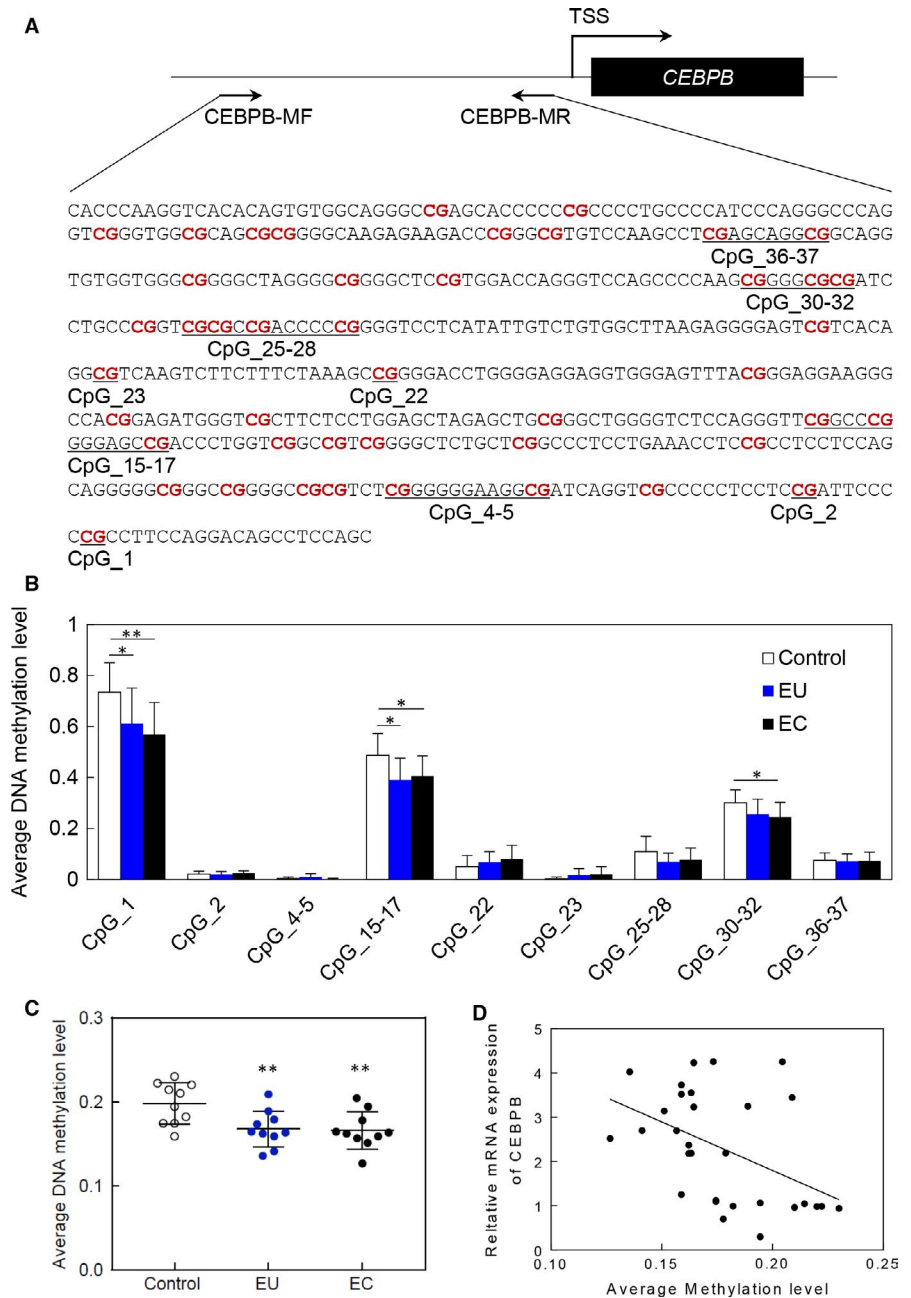 A
TSS
CEBPB
CEBPB-MF
CEBPB-MR
CACCCAAGGTCACACAGTGTGGCAGGGCCGAGCACCCCCCGCCCCTGCCCCATCCCAGGGCCCAG
GTCGGGTGGCGCAGCGCGGGGCAAGAGAAGACCCGGGCGTGTCCAAGCCTCGAGCAGGCGGCAGG
CpG_36-37
TGTGGTGGGCGGGGCTAGGGGCGGGGCTCCGTGGACCAGGGTCCAGCCCCAAGCGGGGCGCGATC
CpG_30-32
CTGCCCGGTCGCGCCGACCCCCGGGGTCCTCATATTGTCTGTGGCTTAAGAGGGGAGTCGTCACA
CpG_25-28
GGCGTCAAGTCTTCTTTCTAAAGCCGGGGACCTGGGGAGGAGGTGGGAGTTTACGGGAGGAAGGG
CpG_23
CpG_22
CCACGGAGATGGGTCGCTTCTCCTGGAGCTAGAGCTGCGGGCTGGGGTCTCCAGGGTTCGGCCCG
GGGAGCCGACCCTGGTCGGCCGTCGGGGCTCTGCTCGGCCCTCCTGAAACCTCCGCCTCCTCCAG
CpG_15-17
CAGGGGGCGGGCCGGGGCCGCGTCTCGGGGGGAAGGCGATCAGGTCGCCCCCTCCTCCGATTCCC
CpG_4-5
CpG_2
CCGCCTTCCAGGACAGCCTCCAGC
CpG_1
B
Average DNA methylation level
1
0.8
0.6
0.4
0.2
0
**
*
*
*
*
Control
EU
EC
CpG_1
CpG_2
CpG_4-5
CpG_15-17
CpG_22
CpG_23
CpG_25-28
CpG_30-32
CpG_36-37
C
Average DNA methylation level
0.3
0.2
0.1
0.0
**
**
Control
EU
EC
D
Reltative mRNA expression
of CEBPB
5
4
3
2
1
0
0.10
0.15
0.20
0.25
Average Methylation level